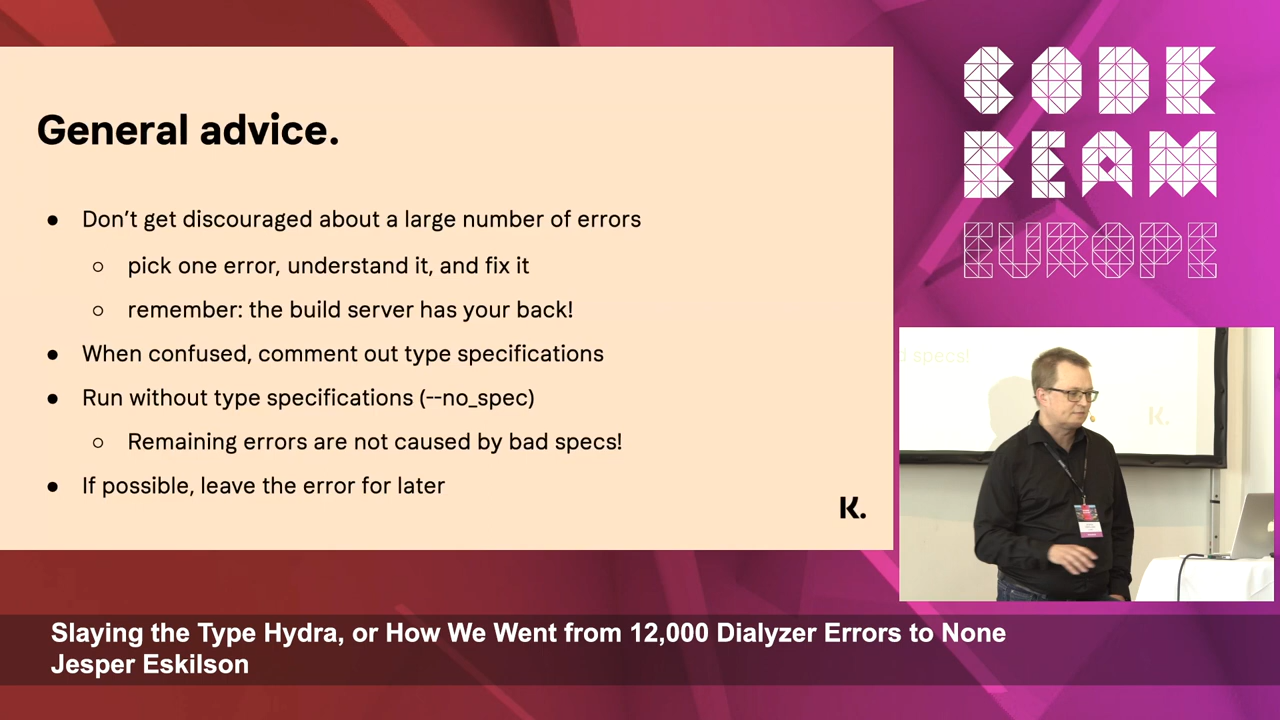 General advice.
● Don’t get discouraged about a large number of errors
○ pick one error, understand it, and fix it
○ remember: the build server has your back!
● When confused, comment out type specifications
● Run without type specifications (--no_spec)
○ Remaining errors are not caused by bad specs!
● If possible, leave the error for later
K.
CODE
BEAM
EUROPE
d specs!
K.
Slaying the Type Hydra, or How We Went from 12,000 Dialyzer Errors to None
Jesper Eskilson